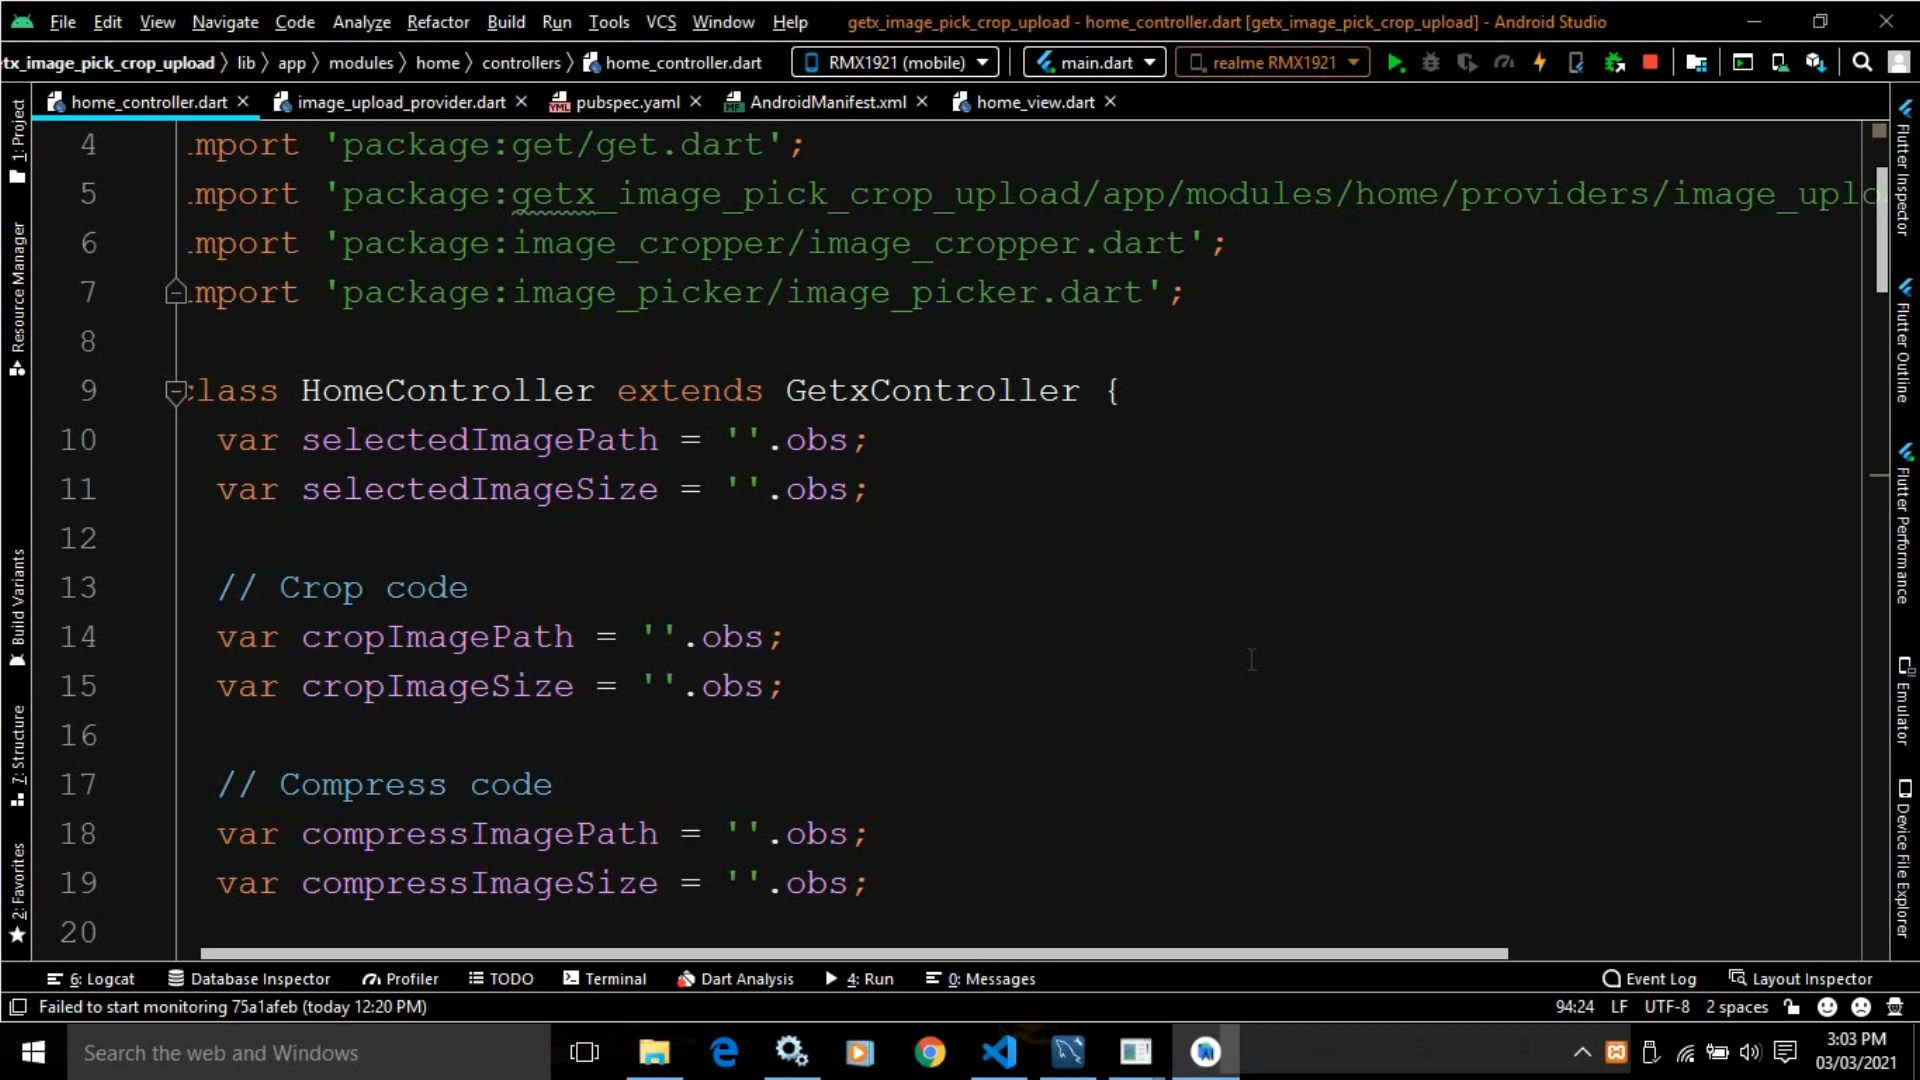 File Edit View Navigate Code Analyze Refactor Build Run Tools VCS Window Help getx_image_pick_crop_upload - home_controller.dart [getx_image_pick_crop_upload] - Android Studio
tx_image_pick_crop_upload lib app modules home controllers home_controller.dart RMX1921 (mobile) main.dart realme RMX1921
home_controller.dart image_upload_provider.dart pubspec.yaml AndroidManifest.xml home_view.dart
4 mport 'package:get/get.dart';
5 mport 'package:getx_image_pick_crop_upload/app/modules/home/providers/image_uplo
6 mport 'package:image_cropper/image_cropper.dart';
7 mport 'package:image_picker/image_picker.dart';
8
9 class HomeController extends GetxController {
10 var selectedImagePath = ''.obs;
11 var selectedImageSize = ''.obs;
12
13 // Crop code
14 var cropImagePath = ''.obs;
15 var cropImageSize = ''.obs;
16
17 // Compress code
18 var compressImagePath = ''.obs;
19 var compressImageSize = ''.obs;
20
1: Project
Resource Manager
Build Variants
7: Structure
2: Favorites
Flutter Inspector
Flutter Outline
Flutter Performance
Emulator
Device File Explorer
6: Logcat Database Inspector Profiler TODO Terminal Dart Analysis 4: Run 0: Messages Event Log Layout Inspector
Failed to start monitoring 75a1afeb (today 12:20 PM) 94:24 LF UTF-8 2 spaces
Search the web and Windows
3:03 PM
03/03/2021